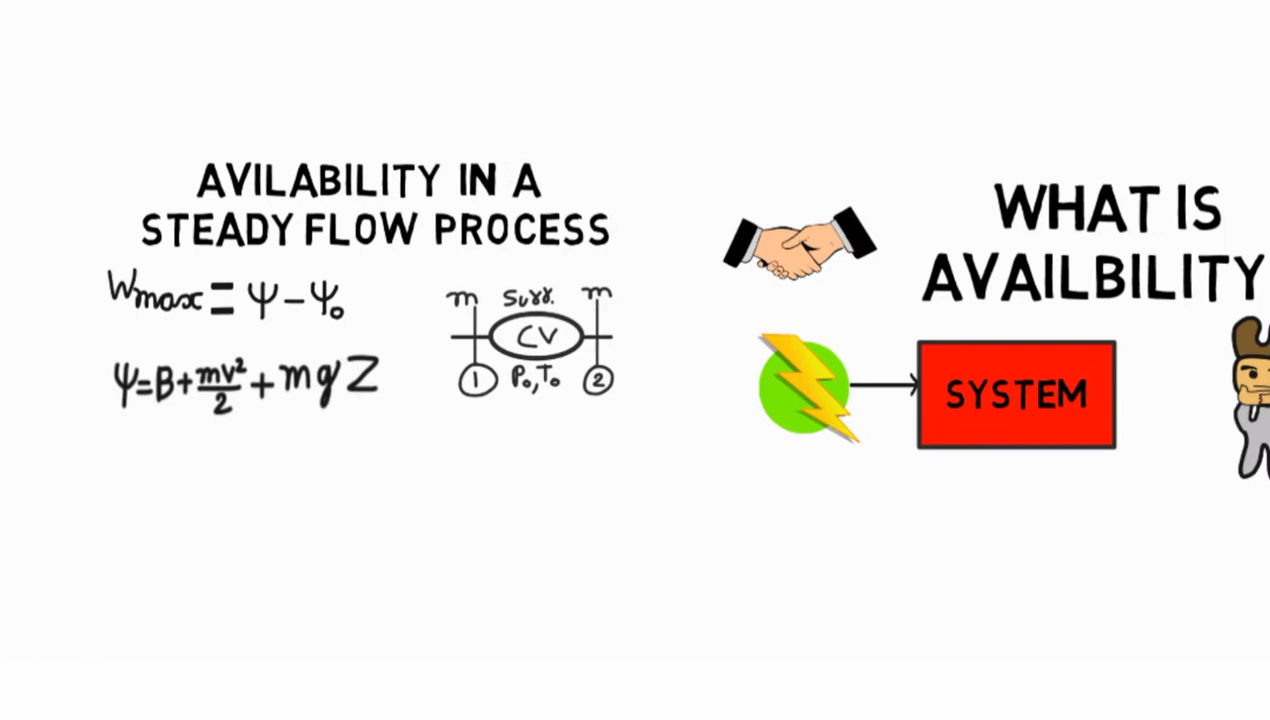 AVILABILITY IN A
STEADY FLOW PROCESS
Wmax = Ψ - Ψ₀
Ψ=B+mv²/2+mgZ
m Surr. m
CV
1 P₀,T₀ 2
WHAT IS
AVAILBILITY
SYSTEM